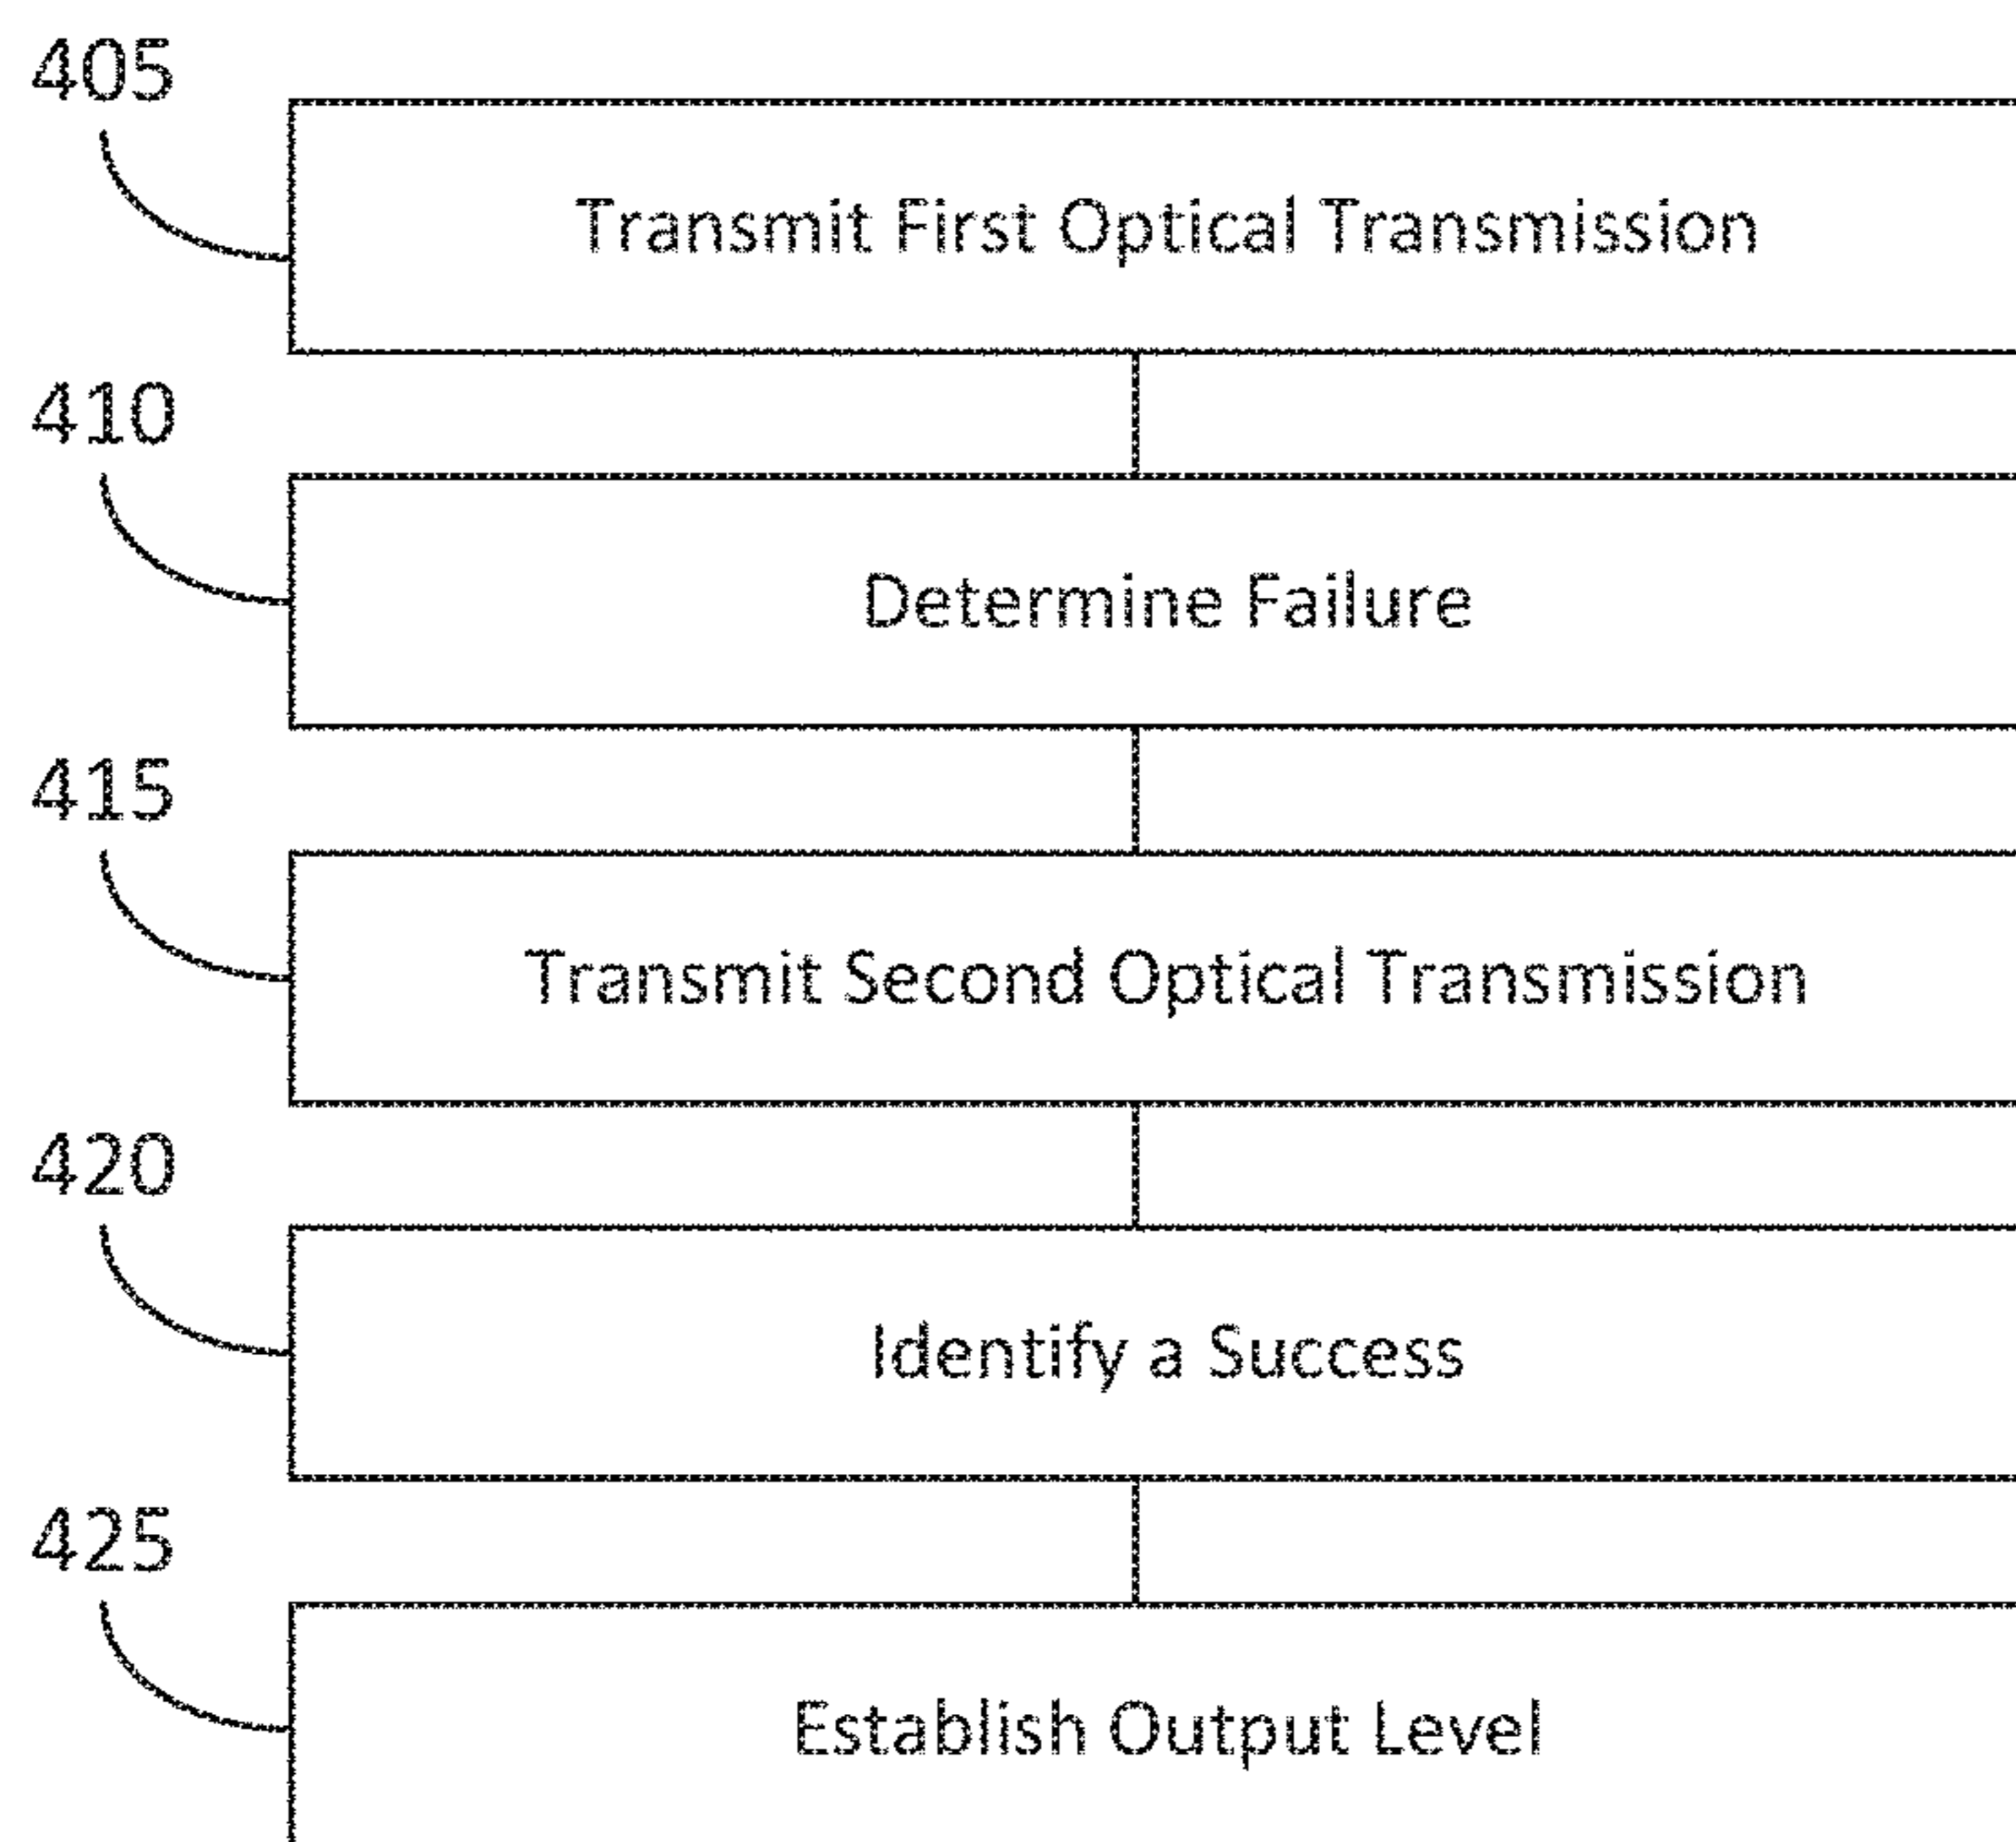 405
Transmit First Optical Transmission
410
Determine Failure
415
Transmit Second Optical Transmission
420
Identify a Success
425
Establish Output Level